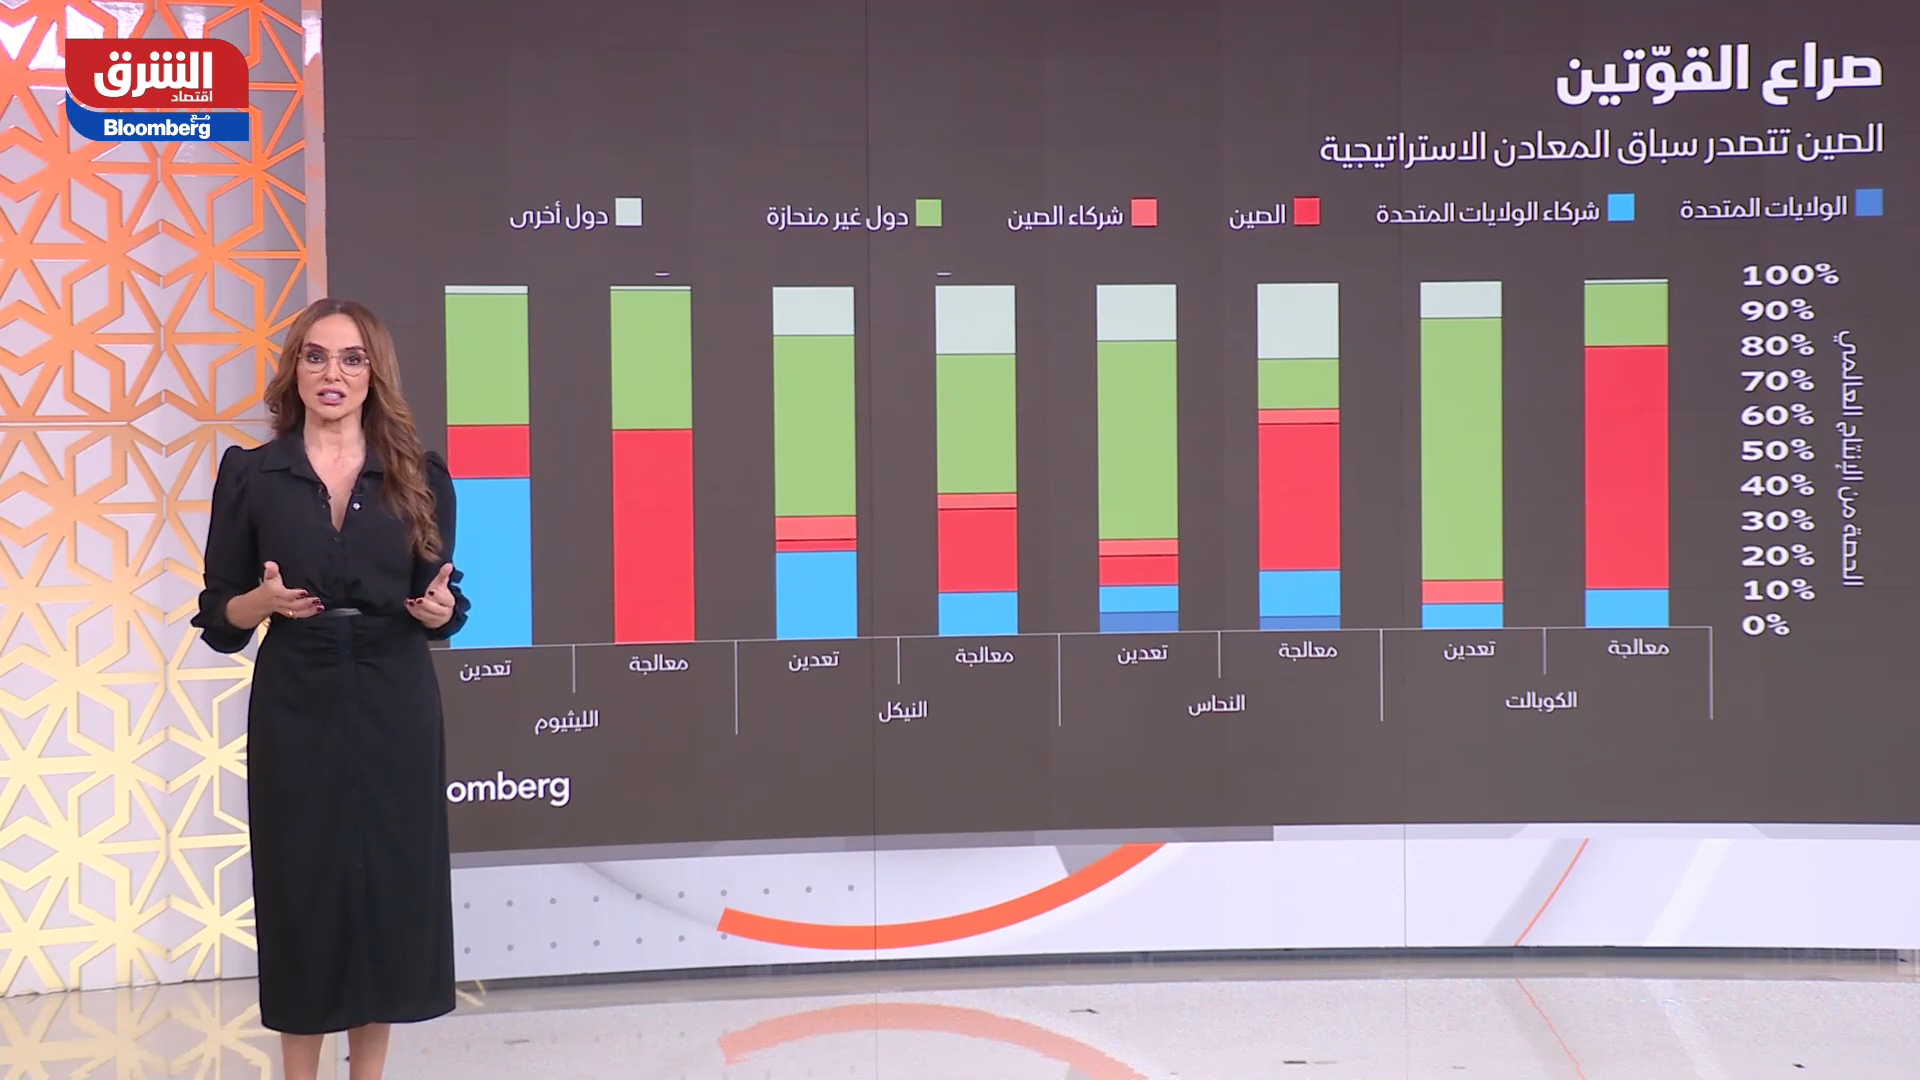 الشرق
اقتصاد
مع
Bloomberg
صراع القوّتين
الصين تتصدر سباق المعادن الاستراتيجية
الولايات المتحدة
شركاء الولايات المتحدة
الصين
شركاء الصين
دول غير منحازة
دول أخرى
100%
90%
80%
70%
60%
50%
40%
30%
20%
10%
0%
الحصة من الإنتاج العالمي
معالجة
تعدين
معالجة
تعدين
معالجة
تعدين
معالجة
تعدين
الكوبالت
النحاس
النيكل
الليثيوم
omberg